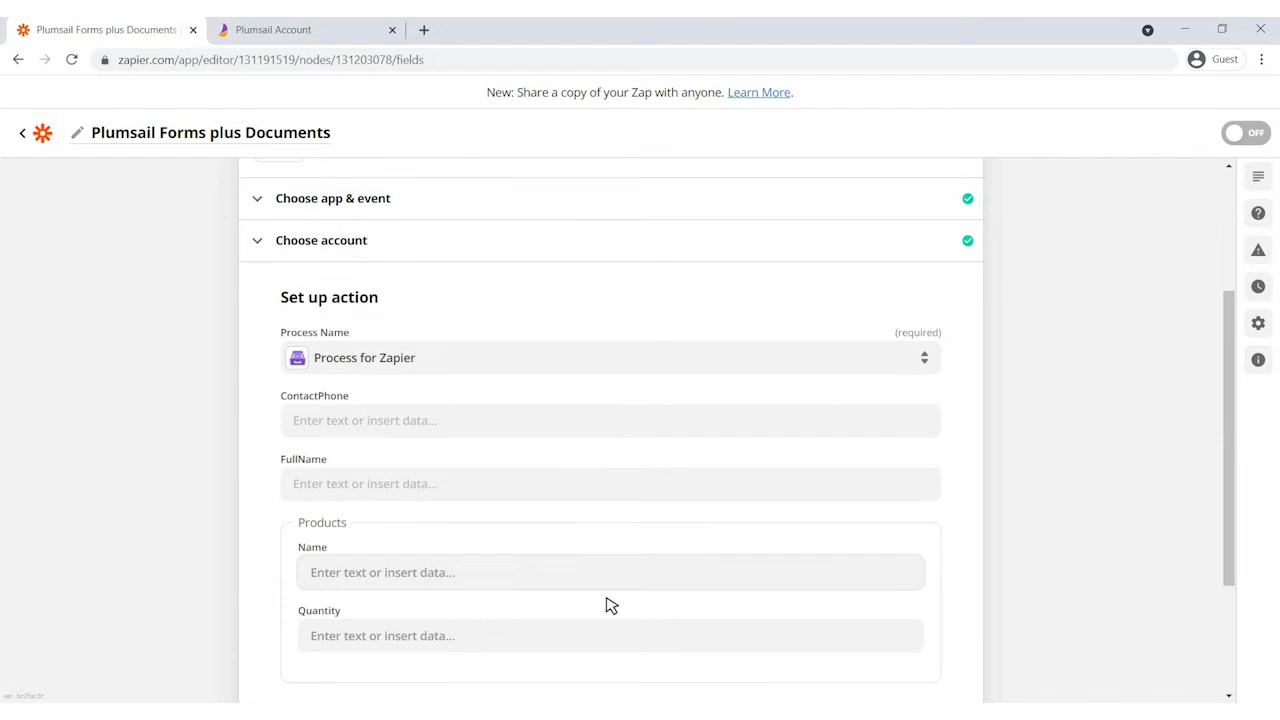 Plumsail Forms plus Documents
Plumsail Account
zapier.com/app/editor/131191519/nodes/131203078/fields
Guest
New: Share a copy of your Zap with anyone. Learn More.
Plumsail Forms plus Documents
OFF
Choose app & event
Choose account
Set up action
Process Name
(required)
Process for Zapier
ContactPhone
Enter text or insert data...
FullName
Enter text or insert data...
Products
Name
Enter text or insert data...
Quantity
Enter text or insert data...
ver. bc2fac3c